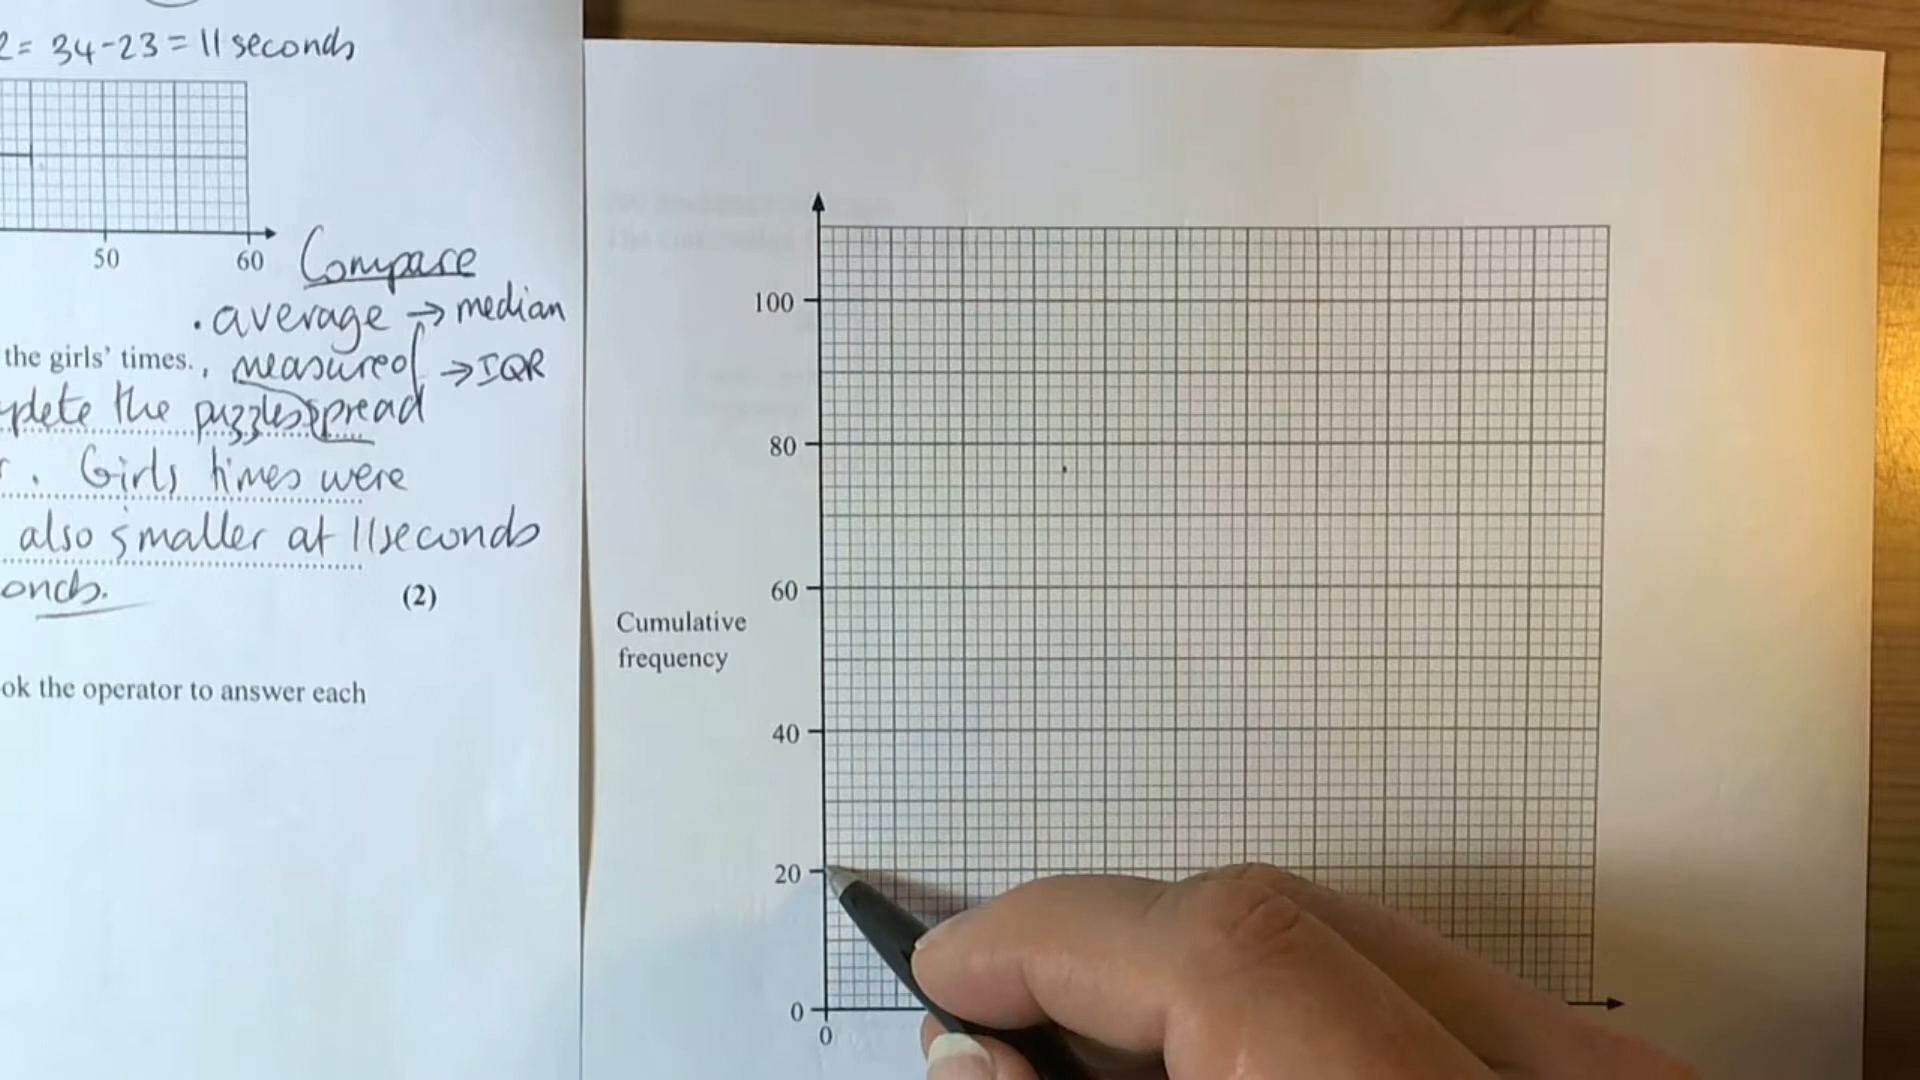 2 = 34-23 = 11 seconds
50 60
Compare
. average → median
the girls' times. , measure of → IQR
plete the puzzle spread
. Girls times were
also smaller at 11 seconds
onds.
(2)
ok the operator to answer each
100
80
60
Cumulative
frequency
40
20
0
0